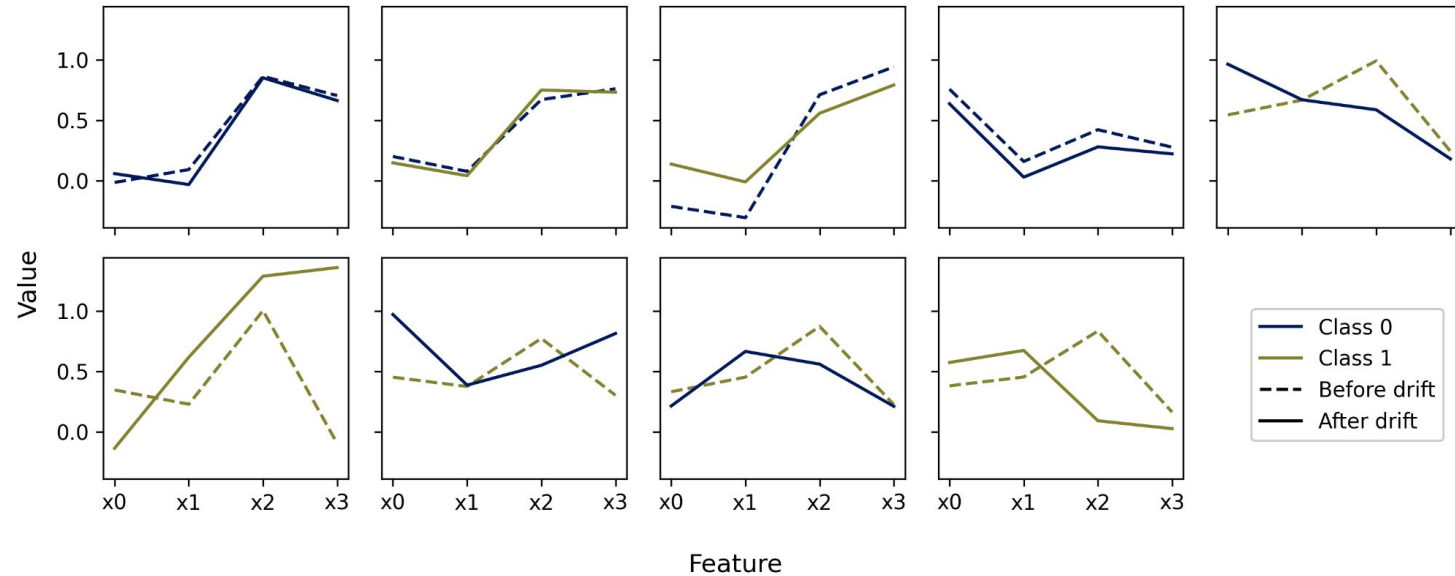 1.0
0.5
0.0
Value
1.0
0.5
0.0
x0 x1 x2 x3 x0 x1 x2 x3 x0 x1 x2 x3 x0 x1 x2 x3
Class 0
Class 1
Before drift
After drift
Feature